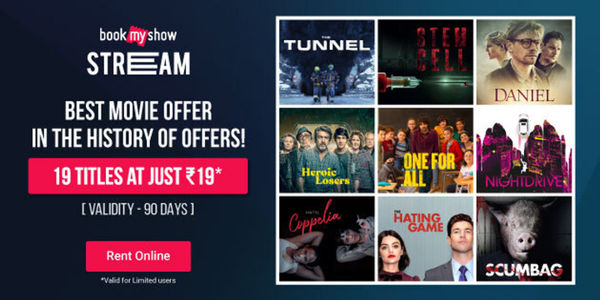 book my show
STREAM
BEST MOVIE OFFER
IN THE HISTORY OF OFFERS!
19 TITLES AT JUST ₹19*
[ VALIDITY - 90 DAYS ]
Rent Online
*Valid for Limited users
THE
TUNNEL
STEM
CELL
DANIEL
Heroic
Losers
ONE FOR
ALL
NIGHTDRIVE
Coppelia
THE
HATING
GAME
SCUMBAG